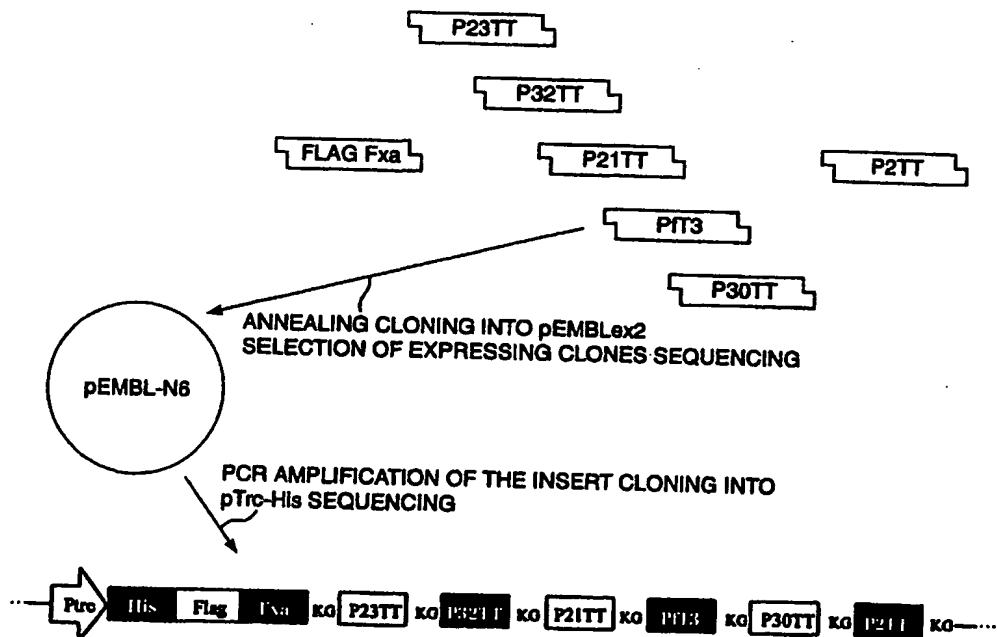 P23TT
P32TT
FLAG Fxa
P21TT
P2TT
PfT3
P30TT
ANNEALING CLONING INTO pEMBLex2
SELECTION OF EXPRESSING CLONES SEQUENCING
pEMBL-N6
PCR AMPLIFICATION OF THE INSERT CLONING INTO
pTrc-His SEQUENCING
Ptrc His Flag Fxa KG P23TT KG P32TT KG P21TT KG PfT3 KG P30TT KG P2TT KG